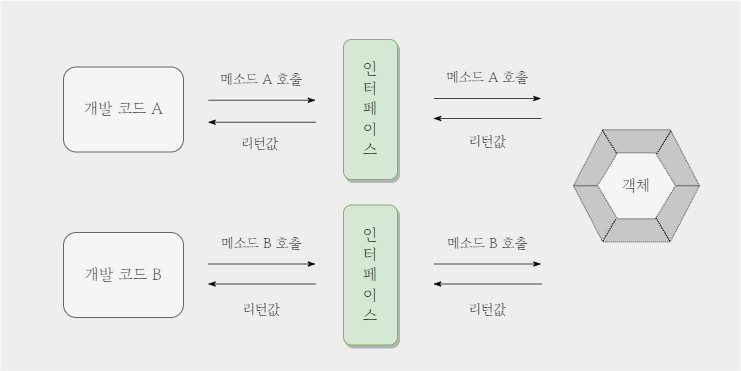 메소드 A 호출
메소드 A 호출
개발 코드 A
인터페이스
리턴값
리턴값
객체
메소드 B 호출
메소드 B 호출
개발 코드 B
인터페이스
리턴값
리턴값